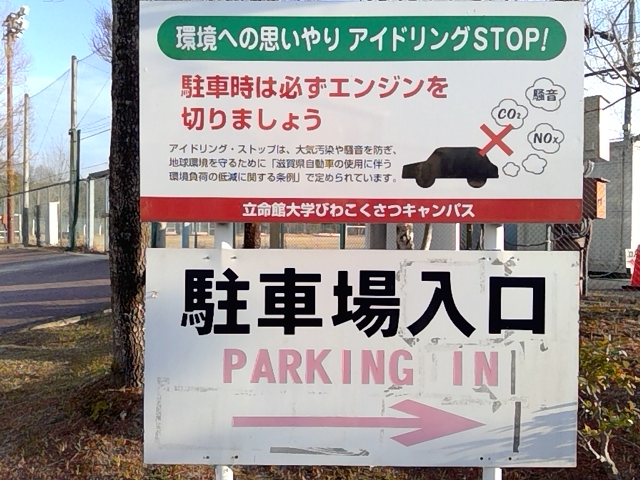 環境への思いやり アイドリングSTOP!
駐車時は必ずエンジンを
切りましょう
騒音
CO₂
NOx
アイドリング・ストップは、大気汚染や騒音を防ぎ、
地球環境を守るために「滋賀県自動車の使用に伴う
環境負荷の低減に関する条例」で定められています。
立命館大学びわこくさつキャンパス
駐車場入口
PARKING IN